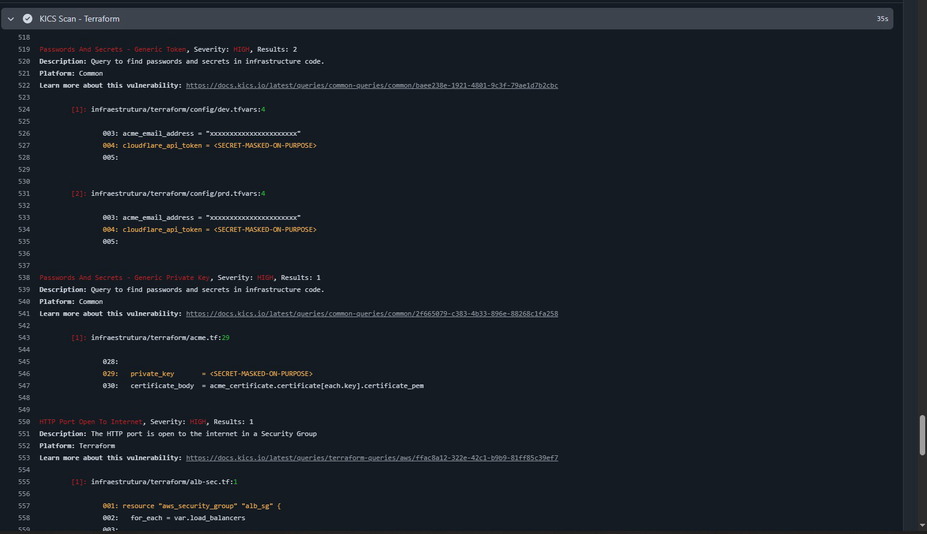 KICS Scan - Terraform 35s
518
519 Passwords And Secrets - Generic Token, Severity: HIGH, Results: 2
520 Description: Query to find passwords and secrets in infrastructure code.
521 Platform: Common
522 Learn more about this vulnerability: https://docs.kics.io/latest/queries/common-queries/common/baee238e-1921-4801-9c3f-79ae1d7b2cbc
523
524 [1]: infraestrutura/terraform/config/dev.tfvars:4
525
526 003: acme_email_address = "xxxxxxxxxxxxxxxxxxxxxx"
527 004: cloudflare_api_token = <SECRET-MASKED-ON-PURPOSE>
528 005:
529
530
531 [2]: infraestrutura/terraform/config/prd.tfvars:4
532
533 003: acme_email_address = "xxxxxxxxxxxxxxxxxxxxxx"
534 004: cloudflare_api_token = <SECRET-MASKED-ON-PURPOSE>
535 005:
536
537
538 Passwords And Secrets - Generic Private Key, Severity: HIGH, Results: 1
539 Description: Query to find passwords and secrets in infrastructure code.
540 Platform: Common
541 Learn more about this vulnerability: https://docs.kics.io/latest/queries/common-queries/common/2f665079-c383-4b33-896e-88268c1fa258
542
543 [1]: infraestrutura/terraform/acme.tf:29
544
545 028:
546 029: private_key = <SECRET-MASKED-ON-PURPOSE>
547 030: certificate_body = acme_certificate.certificate[each.key].certificate_pem
548
549
550 HTTP Port Open To Internet, Severity: HIGH, Results: 1
551 Description: The HTTP port is open to the internet in a Security Group
552 Platform: Terraform
553 Learn more about this vulnerability: https://docs.kics.io/latest/queries/terraform-queries/aws/ffac8a12-322e-42c1-b9b9-81ff85c39ef7
554
555 [1]: infraestrutura/terraform/alb-sec.tf:1
556
557 001: resource "aws_security_group" "alb_sg" {
558 002: for_each = var.load_balancers
559 003: